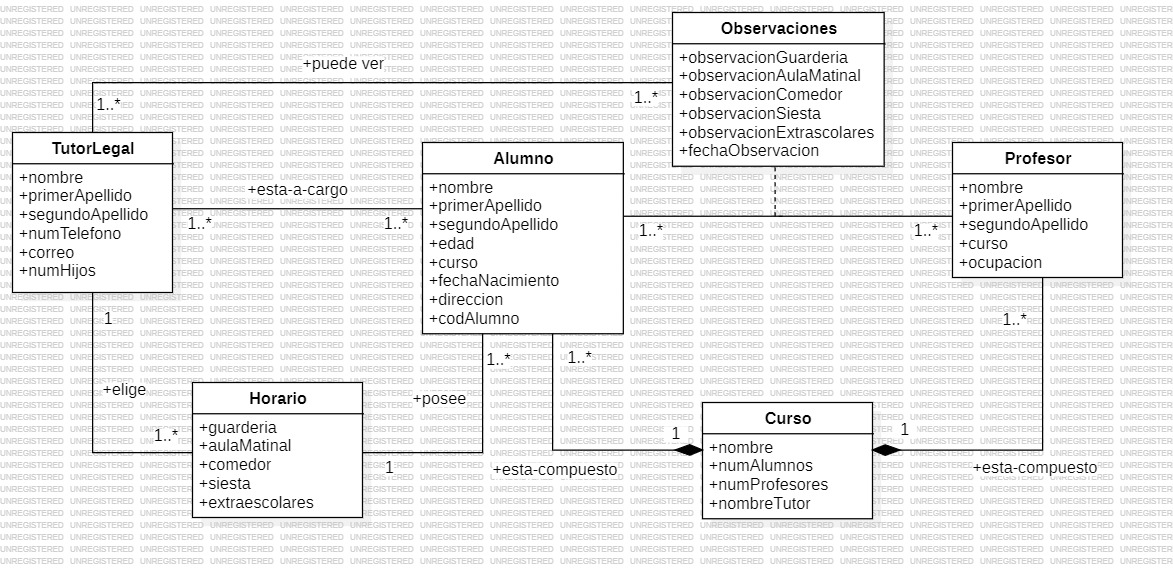 Observaciones
+observacionGuarderia
+observacionAulaMatinal
+observacionComedor
+observacionSiesta
+observacionExtrascolares
+fechaObservacion
+puede ver
1..*
1..*
TutorLegal
+nombre
+primerApellido
+segundoApellido
+numTelefono
+correo
+numHijos
+esta-a-cargo
1..*
1..*
Alumno
+nombre
+primerApellido
+segundoApellido
+edad
+curso
+fechaNacimiento
+direccion
+codAlumno
1..*
1..*
Profesor
+nombre
+primerApellido
+segundoApellido
+curso
+ocupacion
1
+elige
1..*
Horario
+guarderia
+aulaMatinal
+comedor
+siesta
+extraescolares
1..*
+posee
1
1..*
1
+esta-compuesto
Curso
+nombre
+numAlumnos
+numProfesores
+nombreTutor
1..*
1
+esta-compuesto
UNREGISTERED